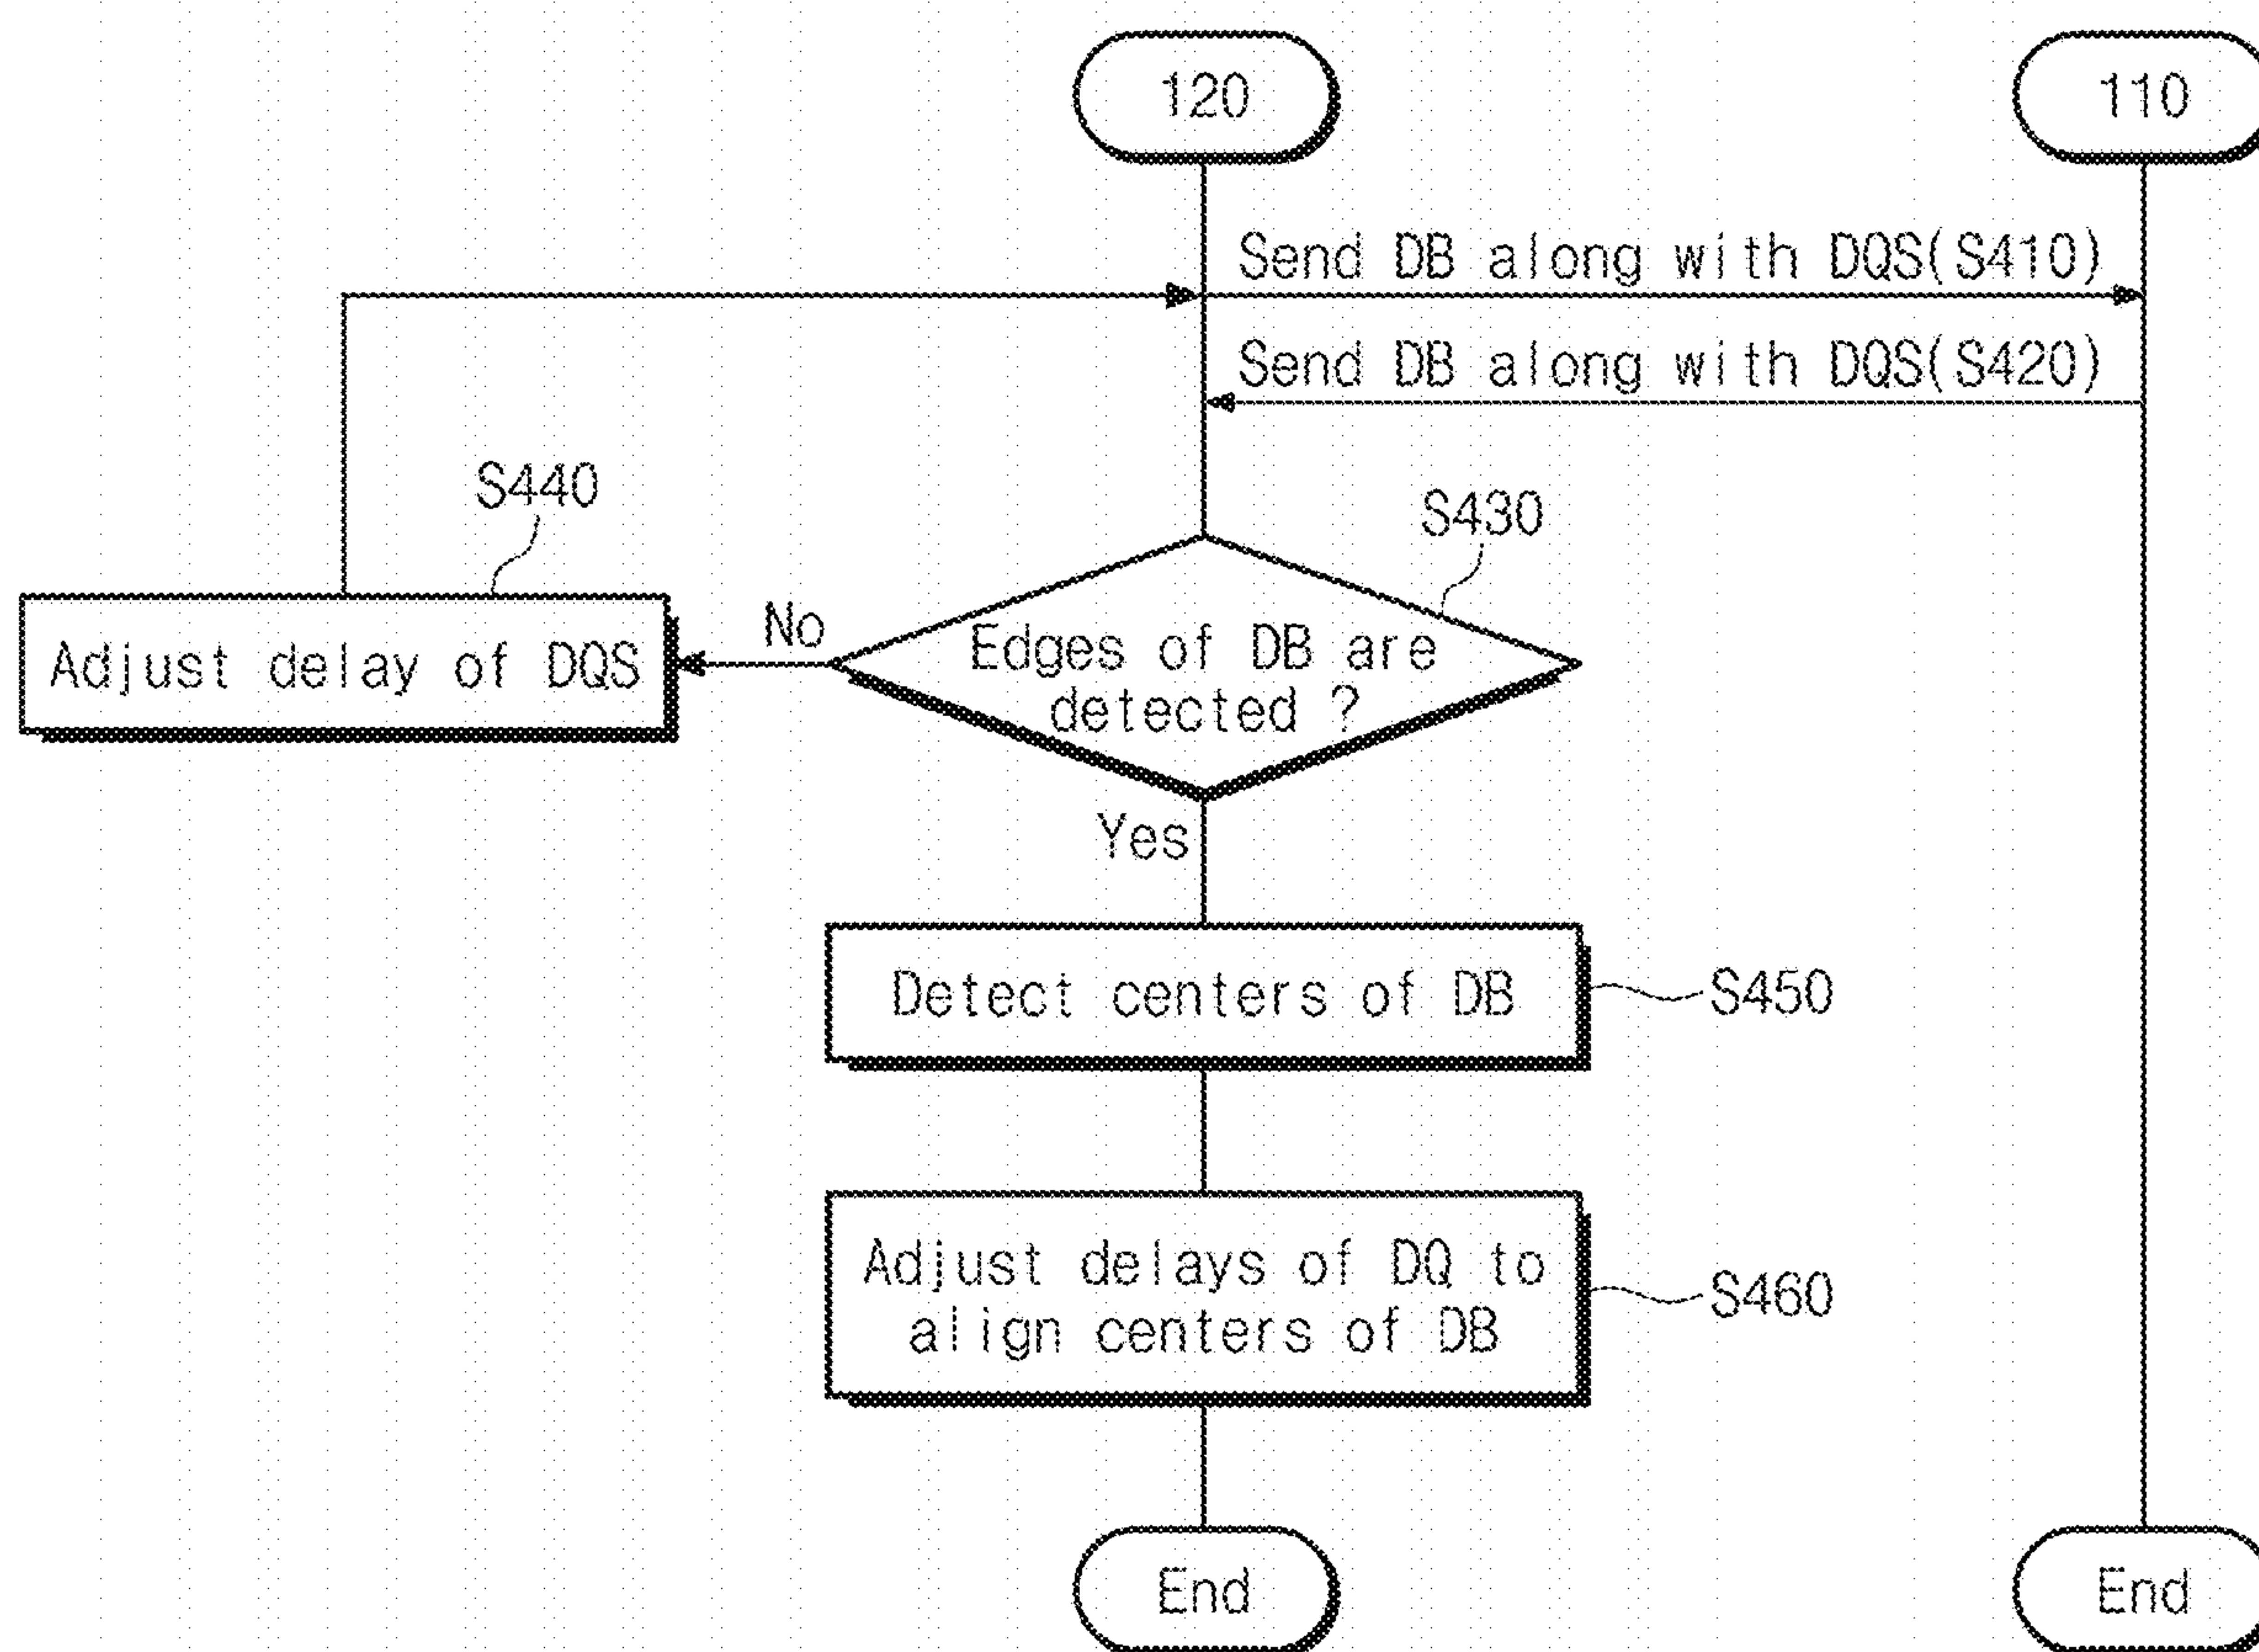 120
110
Send DB along with DQS(S410)
Send DB along with DQS(S420)
S440
S430
No
Adjust delay of DQS
Edges of DB are
detected ?
Yes
Detect centers of DB
S450
Adjust delays of DQ to
align centers of DB
S460
End
End